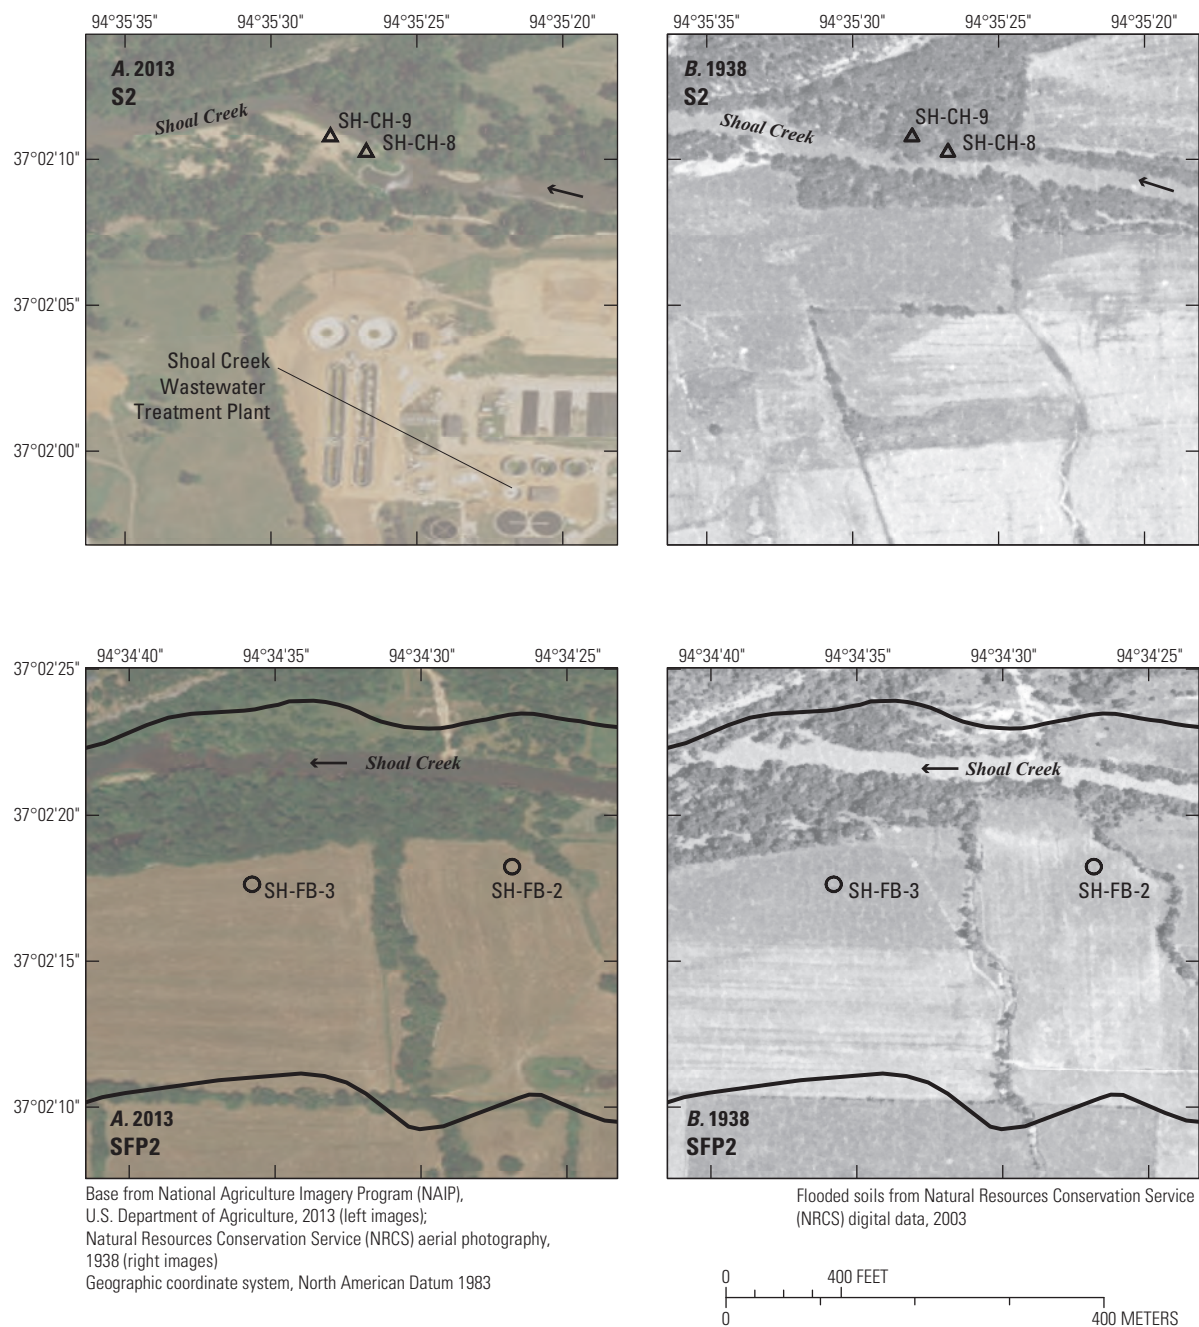 94°35'35" 94°35'30" 94°35'25" 94°35'20"
A. 2013
S2
Shoal Creek
SH-CH-9
SH-CH-8
37°02'10"
37°02'05"
Shoal Creek
Wastewater
Treatment Plant
37°02'00"
94°35'35" 94°35'30" 94°35'24" 94°35'20"
B. 1938
S2
Shoal Creek
SH-CH-9
SH-CH-8
94°34'40" 94°34'35" 94°34'30" 94°34'25"
37°02'25"
Shoal Creek
37°02'20"
SH-FB-3
SH-FB-2
37°02'15"
37°02'10"
A. 2013
SFP2
94°34'40" 94°34'35" 94°34'30" 94°34'25"
Shoal Creek
SH-FB-3
SH-FB-2
B. 1938
SFP2
Base from National Agriculture Imagery Program (NAIP),
U.S. Department of Agriculture, 2013 (left images);
Natural Resources Conservation Service (NRCS) aerial photography,
1938 (right images)
Geographic coordinate system, North American Datum 1983
Flooded soils from Natural Resources Conservation Service
(NRCS) digital data, 2003
0 400 FEET
0 400 METERS